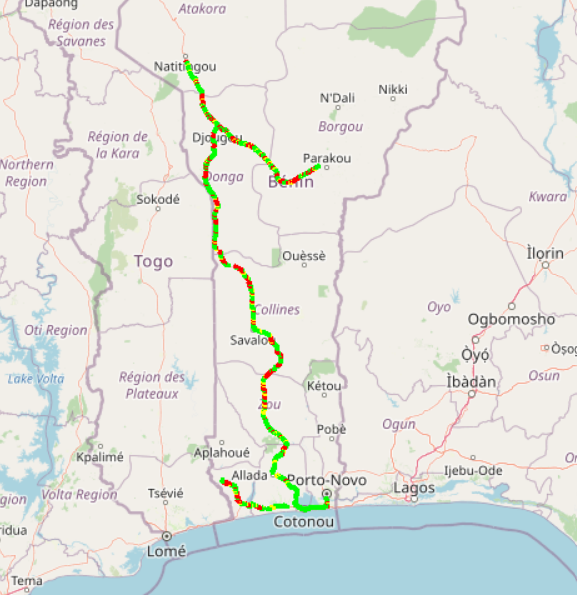 Dapaong
Atakora
Région des
Savanes
Natitingou
Nikki
N'Dali
Borgou
Djougou
Région de
la Kara
Northern
Region
Parakou
Donga
Bénin
Kwara
Sokodé
Ouèssè
Ìlọrin
Togo
Collines
Oyo
Ogbomosho
Oti Region
Savalou
Ọ̀yọ́
Lake Volta
Région des
Plateaux
Kétou
Ìbàdàn
Osun
Ogun
Pobè
Kpalimé
Aplahoué
Allada
Porto-Novo
Ijebu-Ode
Volta Region
Tsévié
Lagos
Cotonou
Lomé
Tema